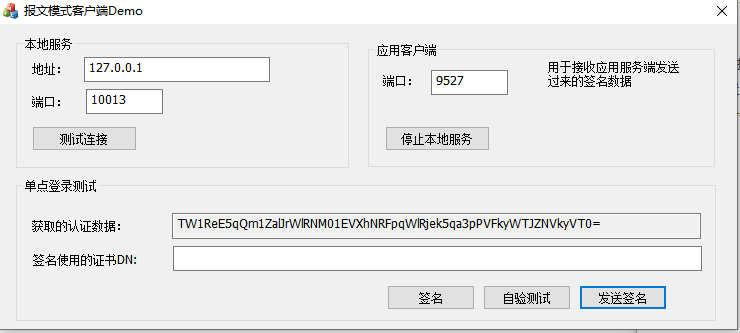 报文模式客户端Demo
本地服务
地址：
127.0.0.1
端口：
10013
测试连接
应用客户端
端口：
9527
用于接收应用服务端发送
过来的签名数据
停止本地服务
单点登录测试
获取的认证数据：
TW1ReE5qQm1ZalJrWlRNM01EVXhNRFpqWlRjek5qa3pPVFkyWTJZNVkyVT0=
签名使用的证书DN:
签名
自验测试
发送签名